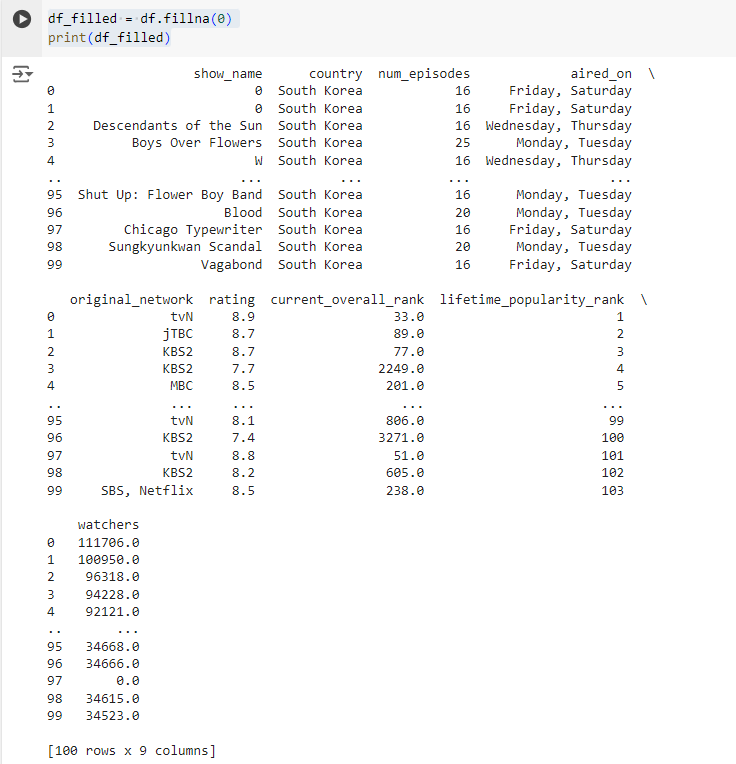 df_filled = df.fillna(0)
print(df_filled)
show_name country num_episodes aired_on \
0 0 South Korea 16 Friday, Saturday
1 0 South Korea 16 Friday, Saturday
2 Descendants of the Sun South Korea 16 Wednesday, Thursday
3 Boys Over Flowers South Korea 25 Monday, Tuesday
4 W South Korea 16 Wednesday, Thursday
.. ... ... ... ...
95 Shut Up: Flower Boy Band South Korea 16 Monday, Tuesday
96 Blood South Korea 20 Monday, Tuesday
97 Chicago Typewriter South Korea 16 Friday, Saturday
98 Sungkyunkwan Scandal South Korea 20 Monday, Tuesday
99 Vagabond South Korea 16 Friday, Saturday
original_network rating current_overall_rank lifetime_popularity_rank \
0 tvN 8.9 33.0 1
1 jTBC 8.7 89.0 2
2 KBS2 8.7 77.0 3
3 KBS2 7.7 2249.0 4
4 MBC 8.5 201.0 5
.. ... ... ... ...
95 tvN 8.1 806.0 99
96 KBS2 7.4 3271.0 100
97 tvN 8.8 51.0 101
98 KBS2 8.2 605.0 102
99 SBS, Netflix 8.5 238.0 103
watchers
0 111706.0
1 100950.0
2 96318.0
3 94228.0
4 92121.0
.. ...
95 34668.0
96 34666.0
97 0.0
98 34615.0
99 34523.0
[100 rows x 9 columns]